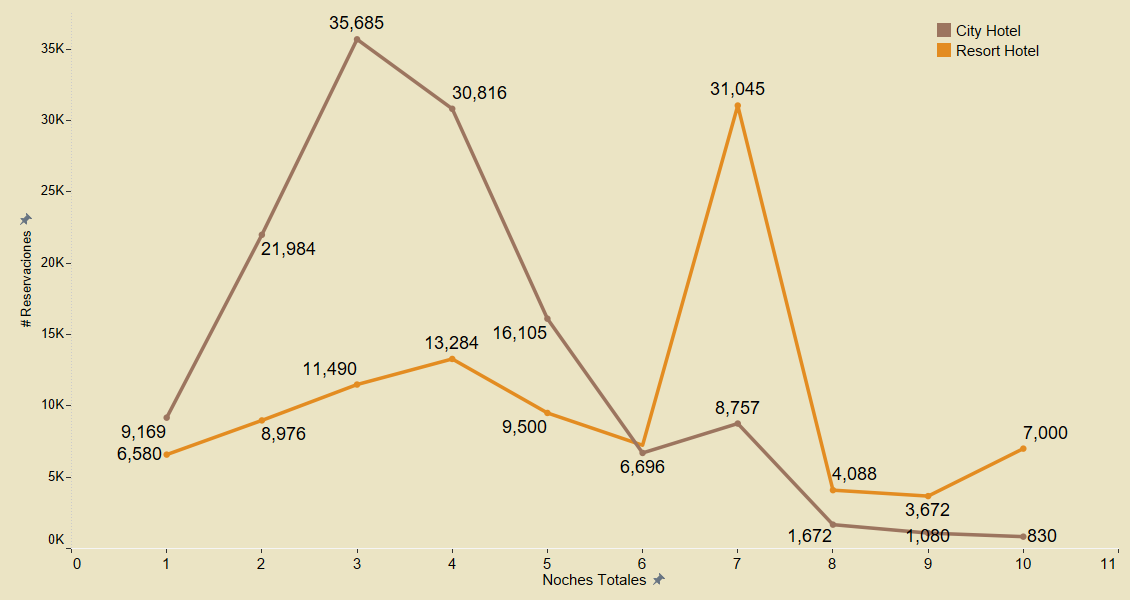 35,685
City Hotel
Resort Hotel
35K
31,045
30,816
30K
25K
# Reservaciones
21,984
20K
15K
16,105
13,284
11,490
10K
9,169
8,976
9,500
8,757
7,000
6,580
6,696
5K
4,088
3,672
1,672
1,080
830
0K
0 1 2 3 4 5 6 7 8 9 10 11
Noches Totales